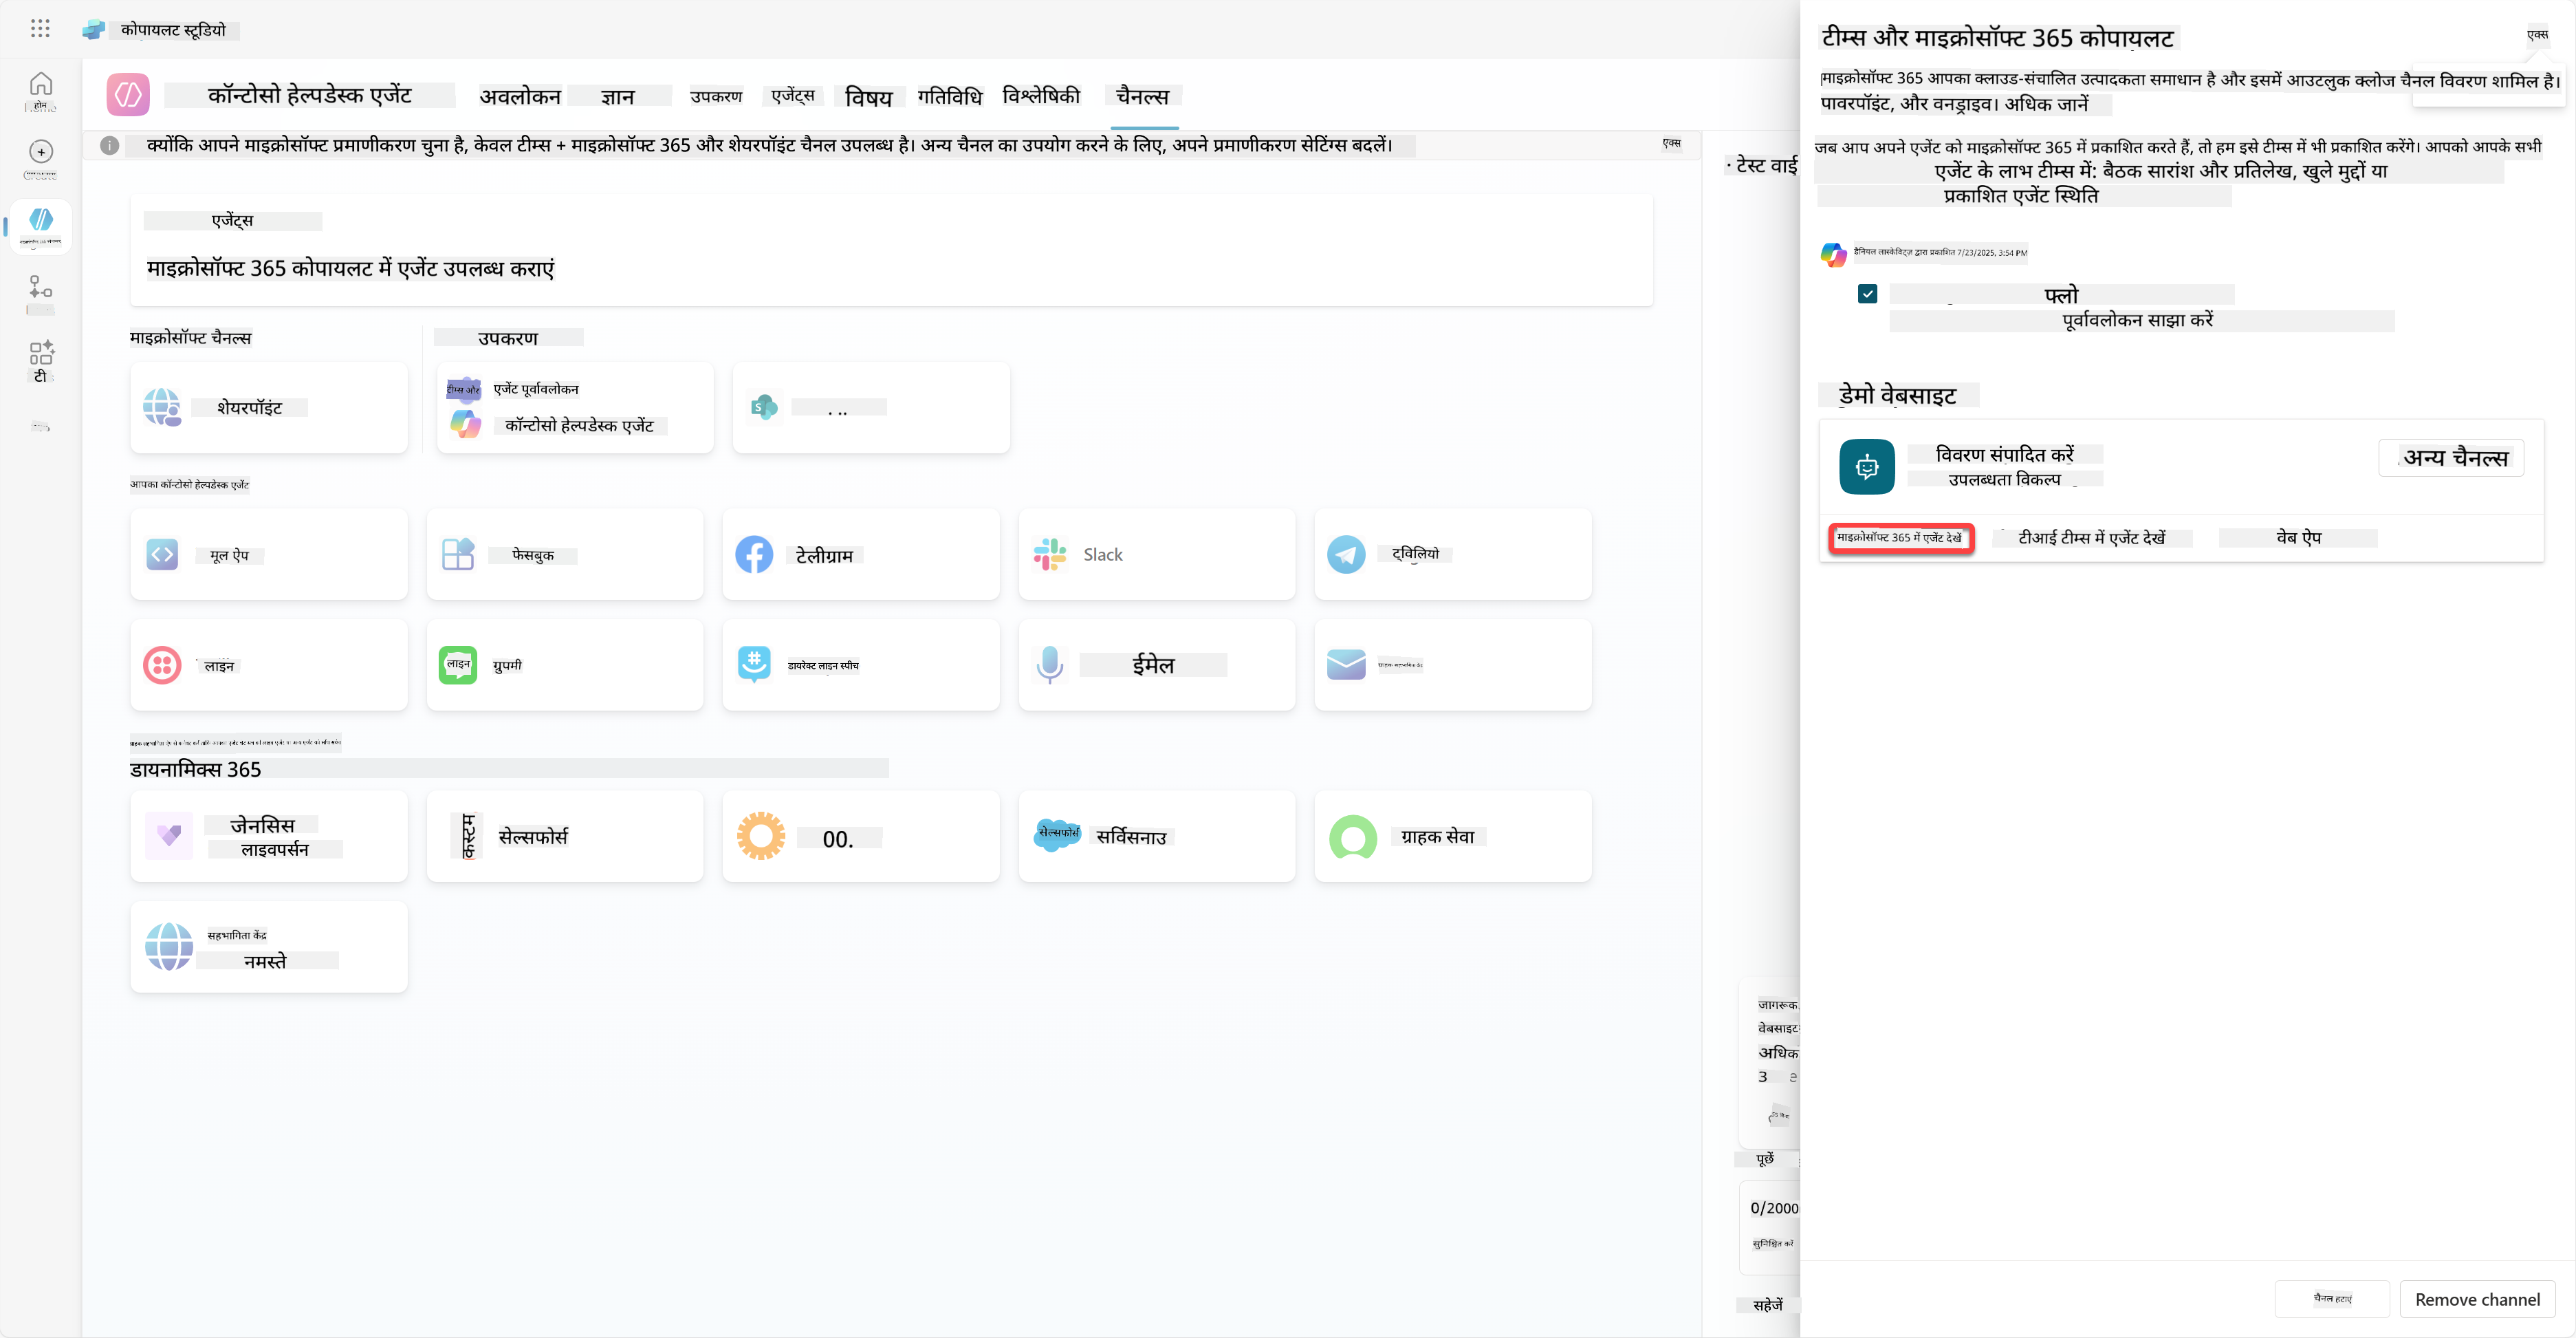 कोपायलट स्टूडियो
टीम्स और माइक्रोसॉफ्ट 365 कोपायलट
एक्स
माइक्रोसॉफ्ट 365 आपका क्लाउड-संचालित उत्पादकता समाधान है और इसमें आउटलुक क्लोज चैनल विवरण शामिल है।
पावरपॉइंट, और वनड्राइव। अधिक जानें
होम
कॉन्टोसो हेल्पडेस्क एजेंट
अवलोकन
ज्ञान
उपकरण
एजेंट्स
विषय
गतिविधि
विश्लेषिकी
चैनल्स
क्योंकि आपने माइक्रोसॉफ्ट प्रमाणीकरण चुना है, केवल टीम्स + माइक्रोसॉफ्ट 365 और शेयरपॉइंट चैनल उपलब्ध है। अन्य चैनल का उपयोग करने के लिए, अपने प्रमाणीकरण सेटिंग्स बदलें।
एक्स
· टेस्ट वाई
जब आप अपने एजेंट को माइक्रोसॉफ्ट 365 में प्रकाशित करते हैं, तो हम इसे टीम्स में भी प्रकाशित करेंगे। आपको आपके सभी
एजेंट के लाभ टीम्स में: बैठक सारांश और प्रतिलेख, खुले मुद्दों या
प्रकाशित एजेंट स्थिति
एजेंट्स
माइक्रोसॉफ्ट 365 कोपायलट में एजेंट उपलब्ध कराएं
डैनियल लास्केविट्ज़ द्वारा प्रकाशित 7/23/2025, 3:54 PM
फ्लो
पूर्वावलोकन साझा करें
माइक्रोसॉफ्ट चैनल्स
उपकरण
टी
शेयरपॉइंट
टीम्स और
एजेंट पूर्वावलोकन
कॉन्टोसो हेल्पडेस्क एजेंट
. ..
डेमो वेबसाइट
विवरण संपादित करें
उपलब्धता विकल्प
अन्य चैनल्स
माइक्रोसॉफ्ट 365 में एजेंट देखें
टीआई टीम्स में एजेंट देखें
वेब ऐप
आपका कॉन्टोसो हेल्पडेस्क एजेंट
मूल ऐप
फेसबुक
टेलीग्राम
Slack
ट्विलियो
लाइन
लाइन
ग्रुपमी
डायरेक्ट लाइन स्पीच
ईमेल
डायनामिक्स 365
जेनसिस
लाइवपर्सन
कस्टम
सेल्सफोर्स
00.
सेल्सफोर्स
सर्विसनाउ
ग्राहक सेवा
सहभागिता केंद्र
नमस्ते
जागरूक
वेबसाइट
अधिक
3 e
पूछें
0/2000
सुनिश्चित करें
सहेजें
चैनल हटाएं
Remove channel